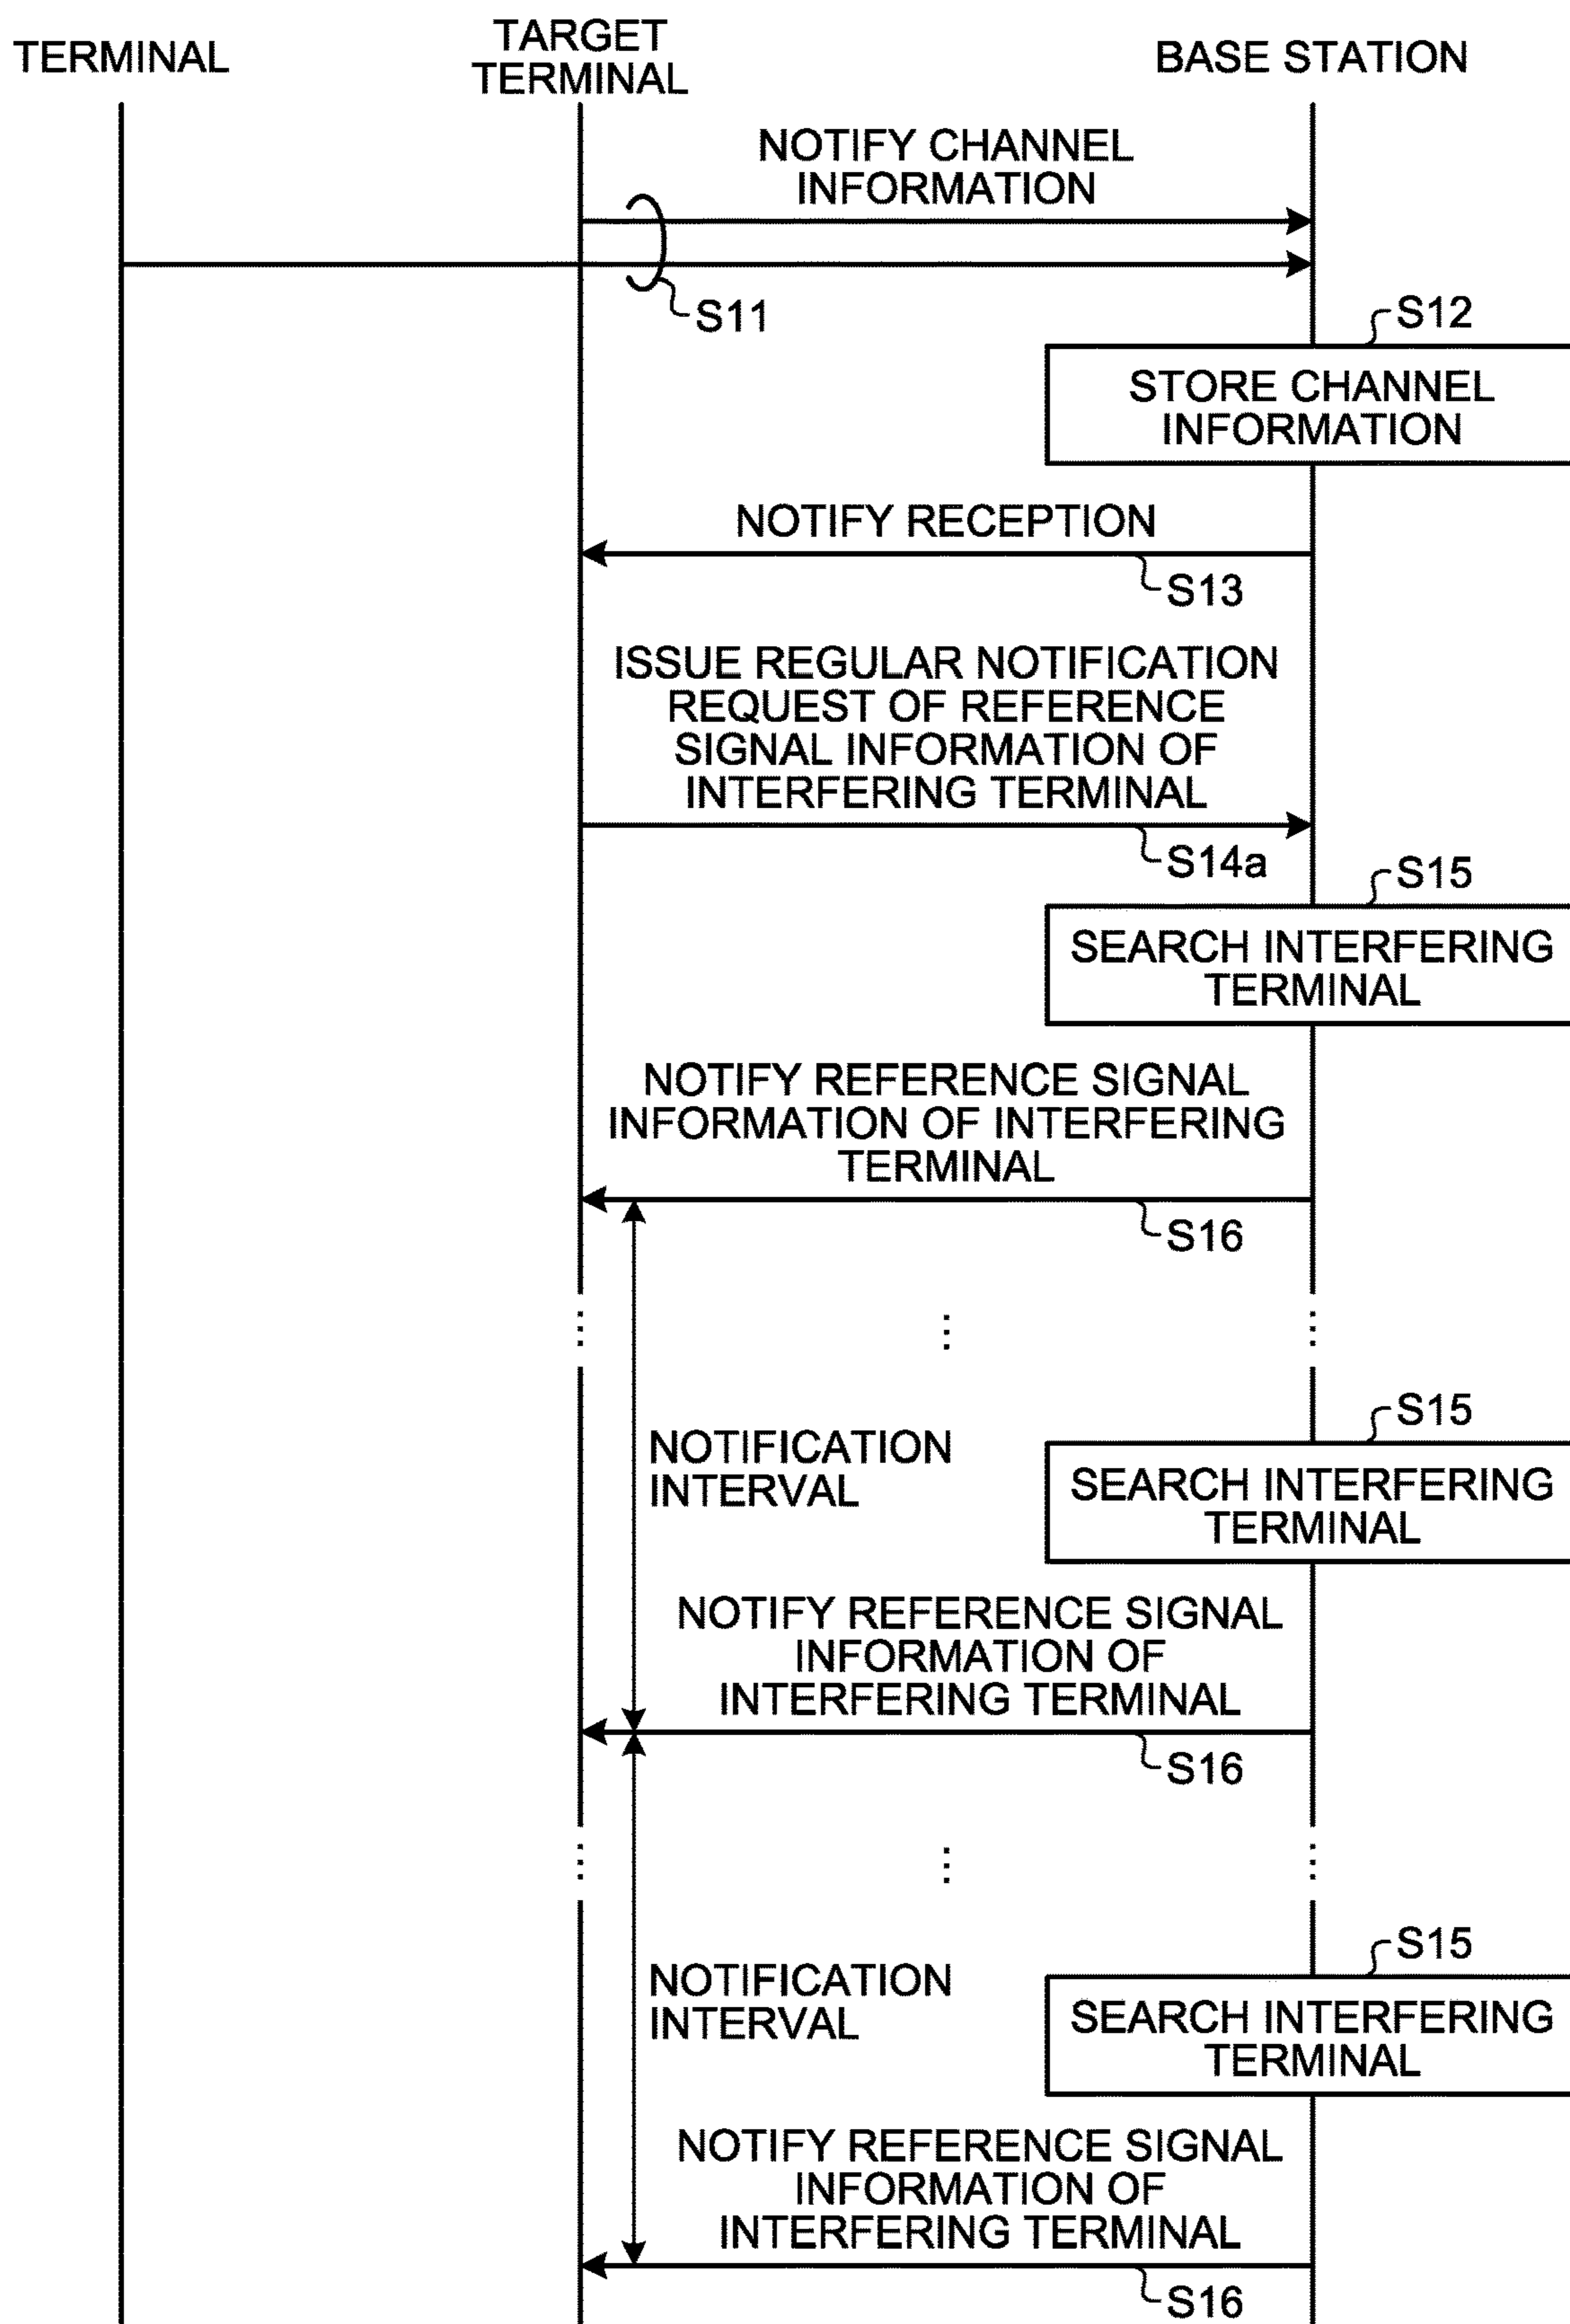 TERMINAL
TARGET
TERMINAL
BASE STATION
NOTIFY CHANNEL
INFORMATION
S11
S12
STORE CHANNEL
INFORMATION
NOTIFY RECEPTION
S13
ISSUE REGULAR NOTIFICATION
REQUEST OF REFERENCE
SIGNAL INFORMATION OF
INTERFERING TERMINAL
S14a
S15
SEARCH INTERFERING
TERMINAL
NOTIFY REFERENCE SIGNAL
INFORMATION OF INTERFERING
TERMINAL
S16
S15
NOTIFICATION
INTERVAL
SEARCH INTERFERING
TERMINAL
NOTIFY REFERENCE SIGNAL
INFORMATION OF
INTERFERING TERMINAL
S16
S15
NOTIFICATION
INTERVAL
SEARCH INTERFERING
TERMINAL
NOTIFY REFERENCE SIGNAL
INFORMATION OF
INTERFERING TERMINAL
S16